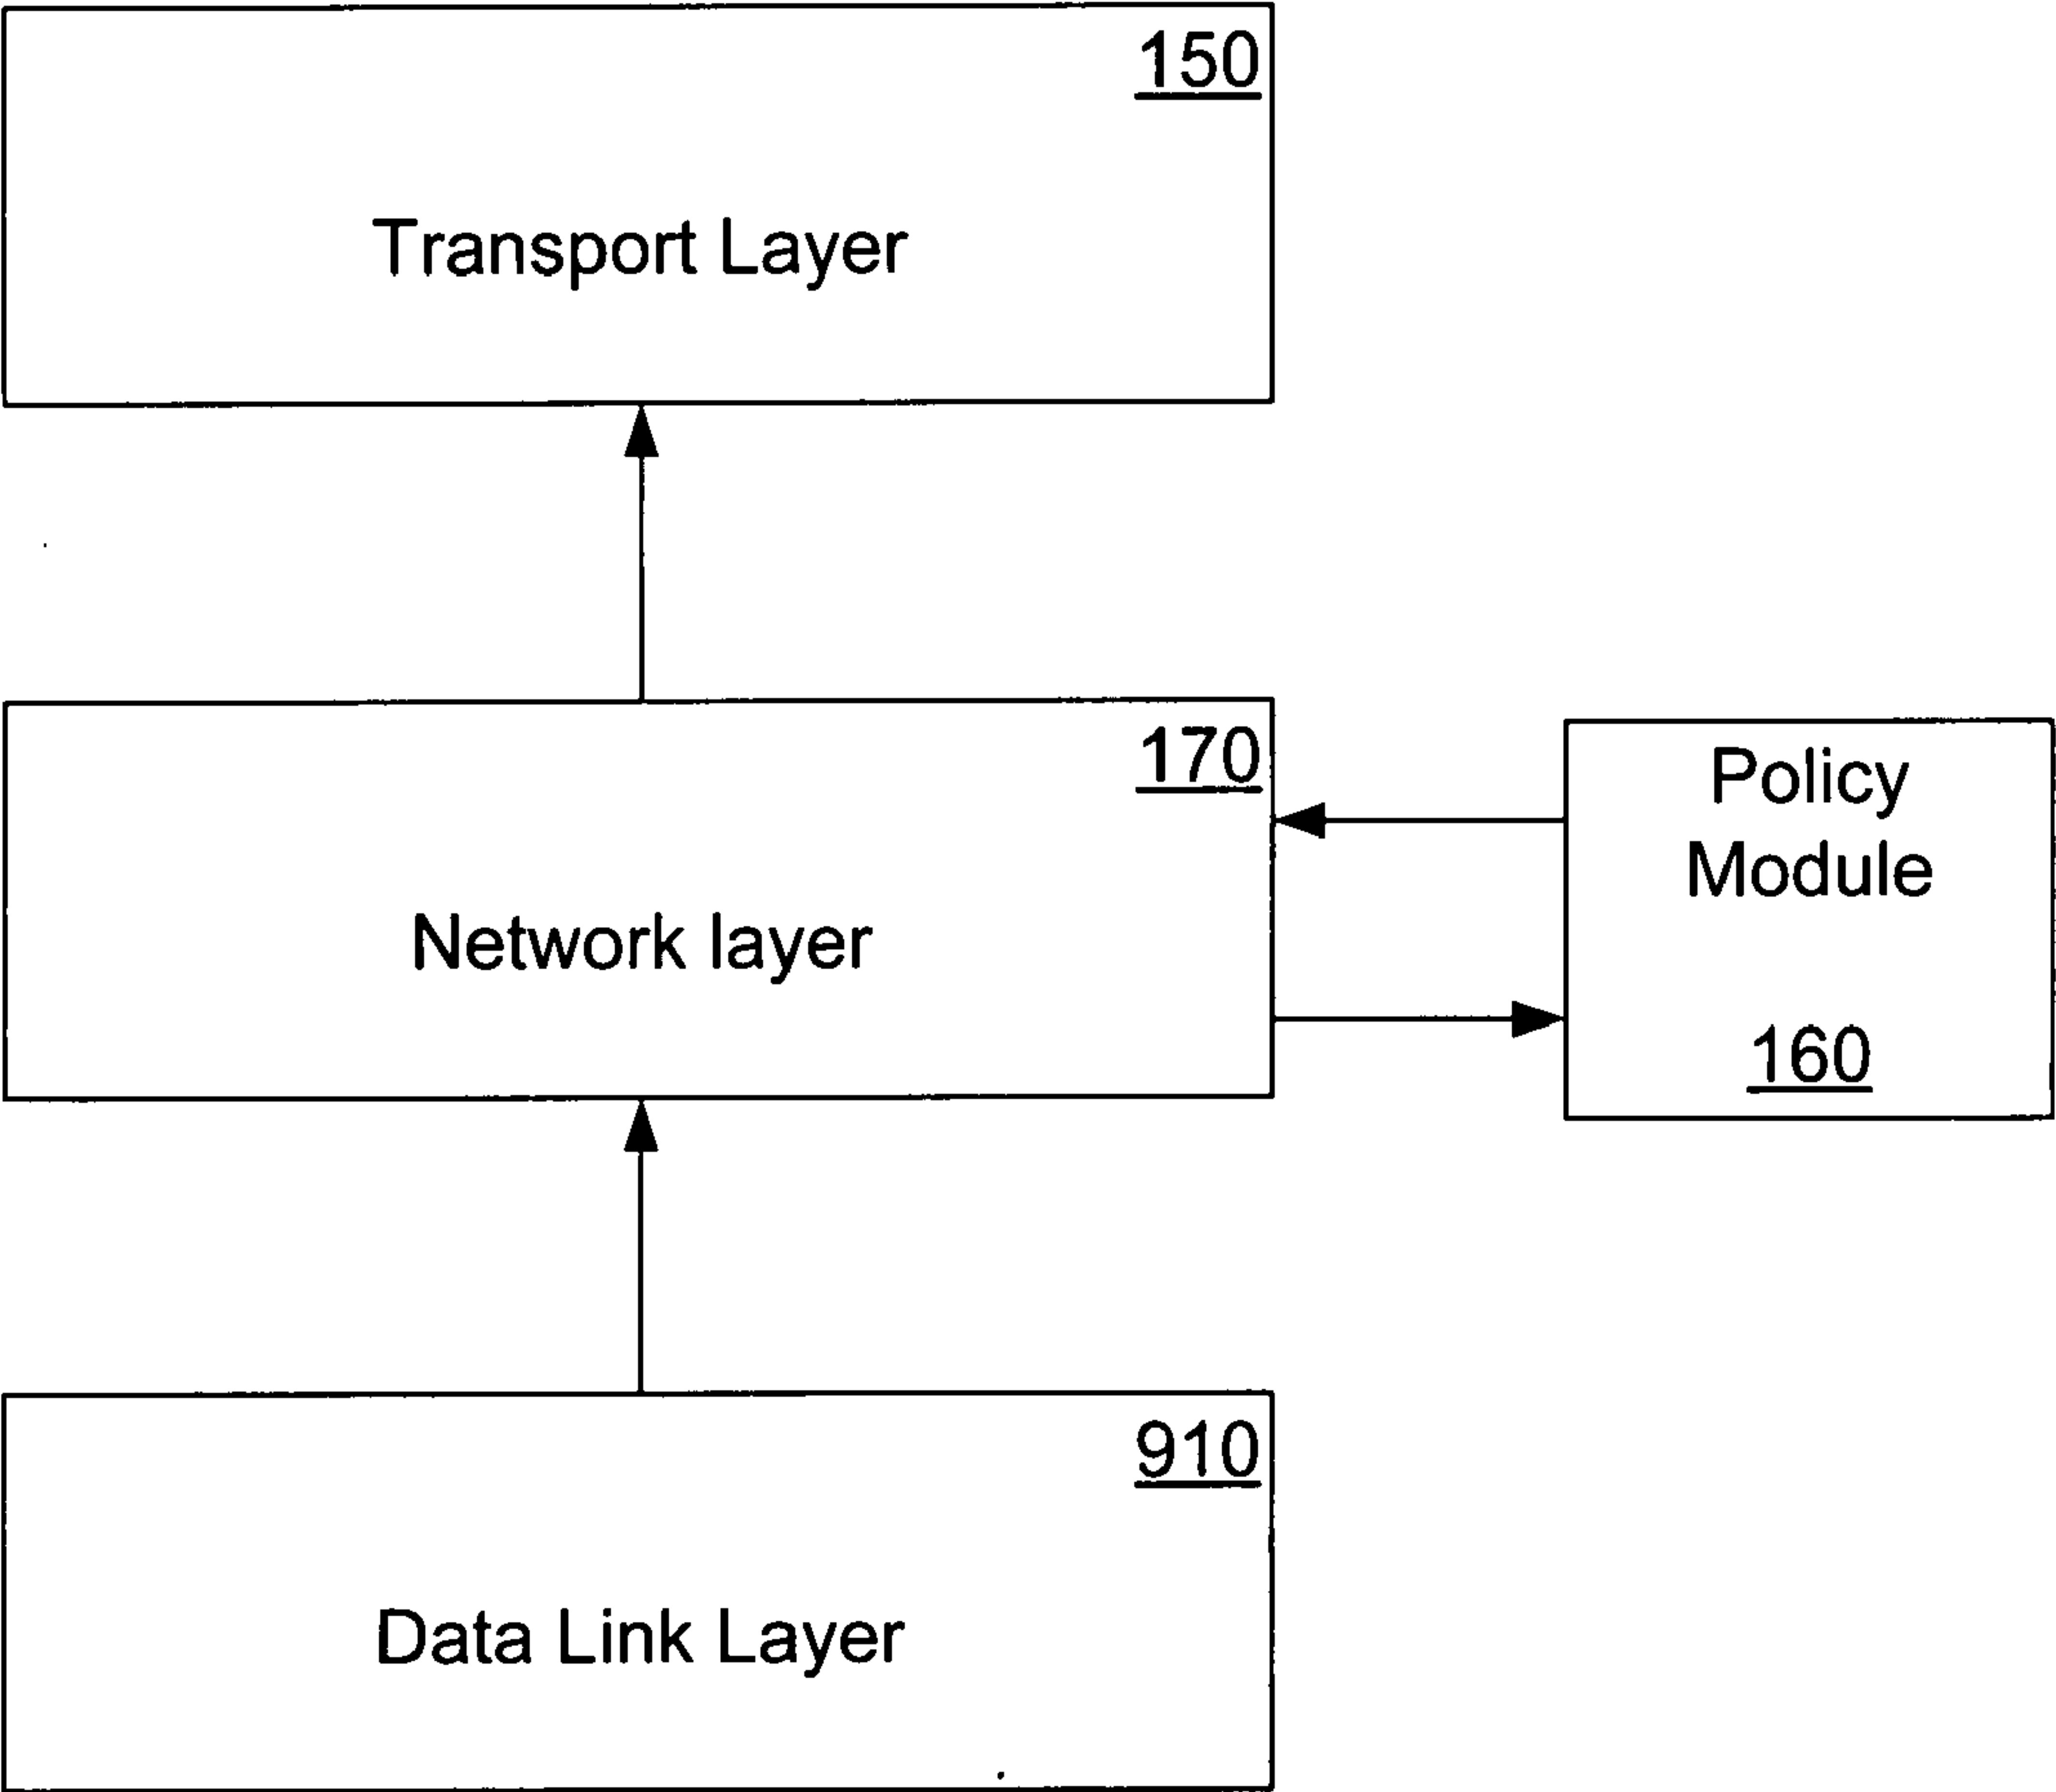 150
Transport Layer
170
Network layer
Policy
Module
160
910
Data Link Layer